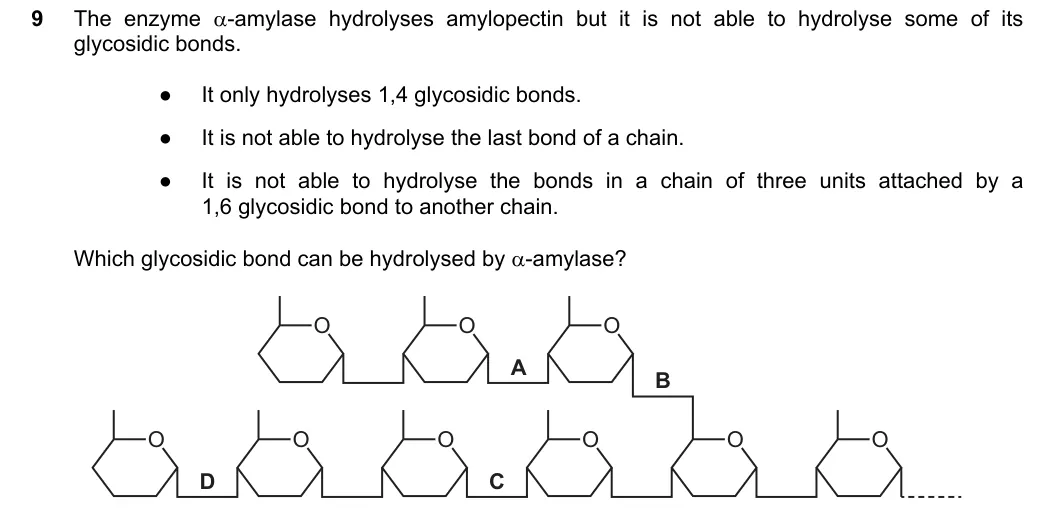 9 The enzyme α-amylase hydrolyses amylopectin but it is not able to hydrolyse some of its
glycosidic bonds.
● It only hydrolyses 1,4 glycosidic bonds.
● It is not able to hydrolyse the last bond of a chain.
● It is not able to hydrolyse the bonds in a chain of three units attached by a
1,6 glycosidic bond to another chain.
Which glycosidic bond can be hydrolysed by α-amylase?
O O O
A
B
O O O O O O
D C